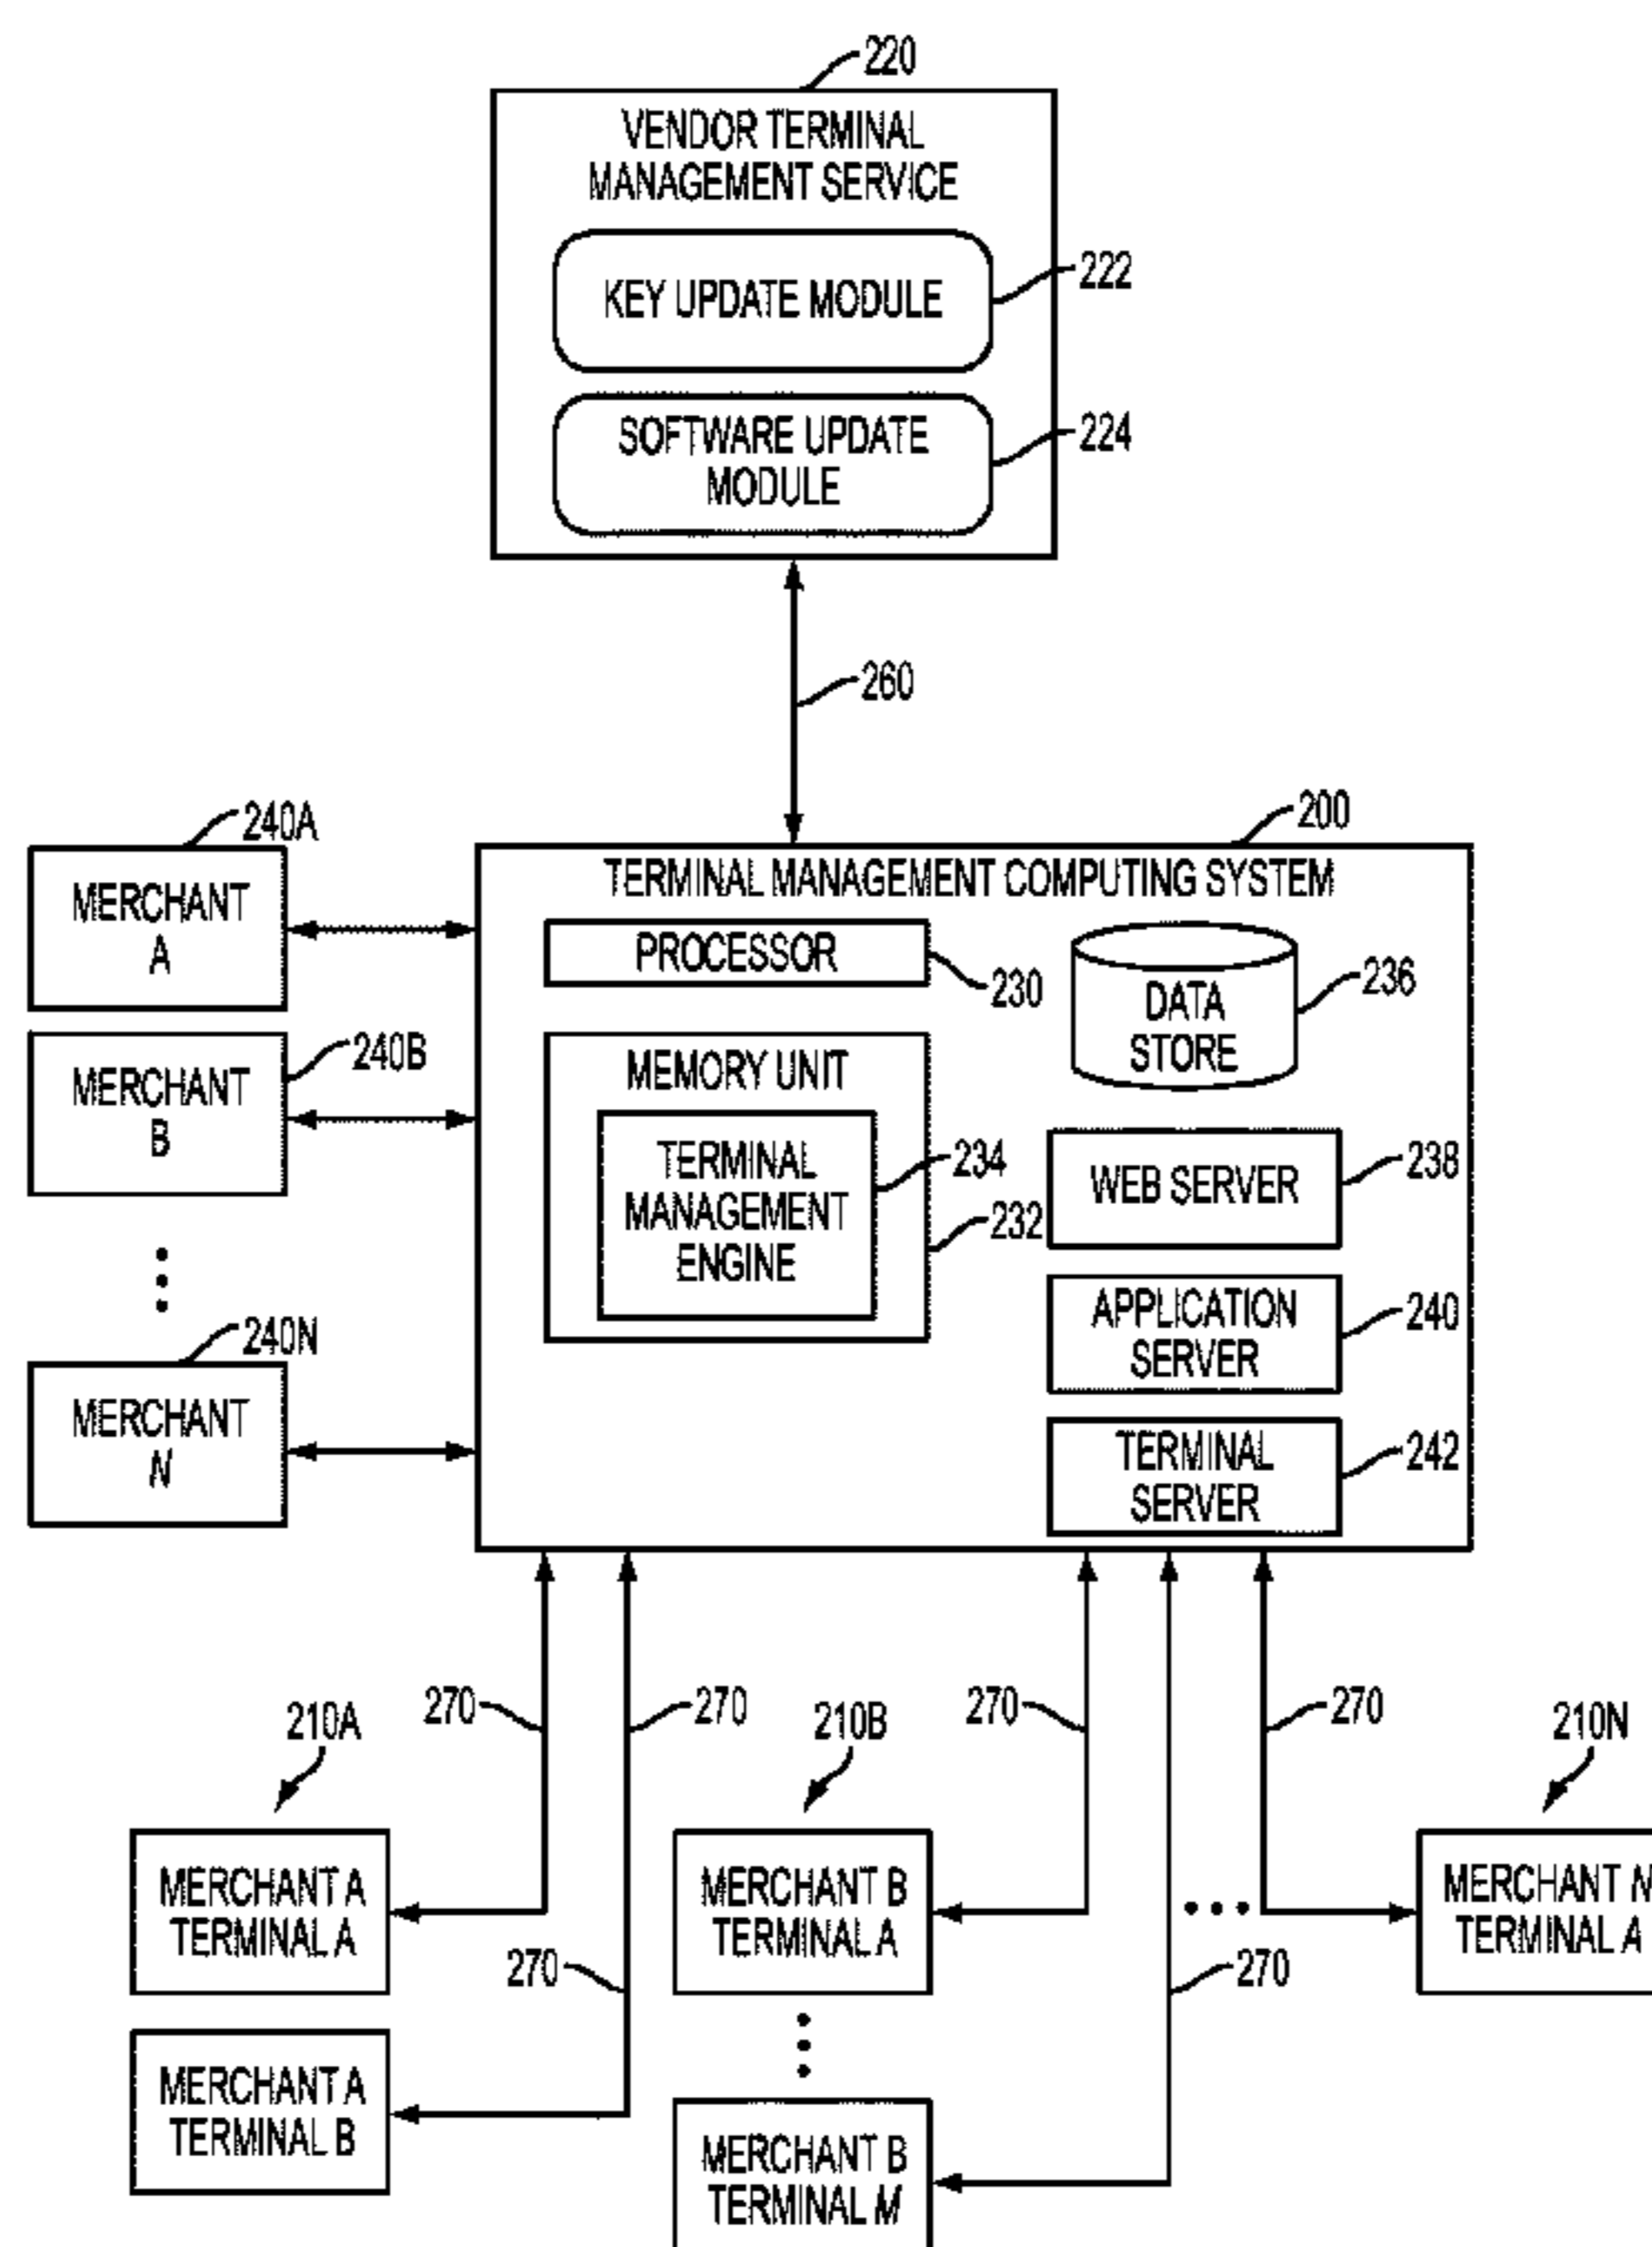 220
VENDOR TERMINAL
MANAGEMENT SERVICE
KEY UPDATE MODULE
222
SOFTWARE UPDATE
MODULE
224
260
200
TERMINAL MANAGEMENT COMPUTING SYSTEM
240A
MERCHANT
A
240B
MERCHANT
B
240N
MERCHANT
N
PROCESSOR
230
MEMORY UNIT
TERMINAL
MANAGEMENT
ENGINE
234
232
DATA
STORE
236
WEB SERVER
238
APPLICATION
SERVER
240
TERMINAL
SERVER
242
210A
270
270
210B
270
270
210N
MERCHANT A
TERMINAL A
270
MERCHANT A
TERMINAL B
MERCHANT B
TERMINAL A
270
MERCHANT B
TERMINAL M
MERCHANT N
TERMINAL A